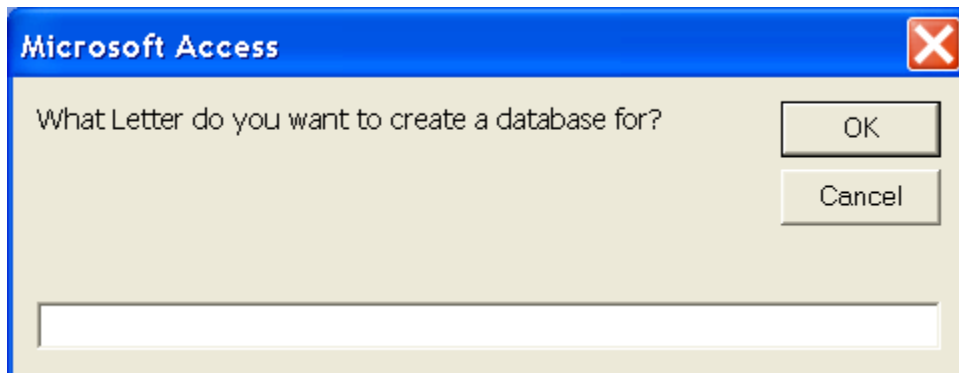 Microsoft Access
What Letter do you want to create a database for?
OK
Cancel